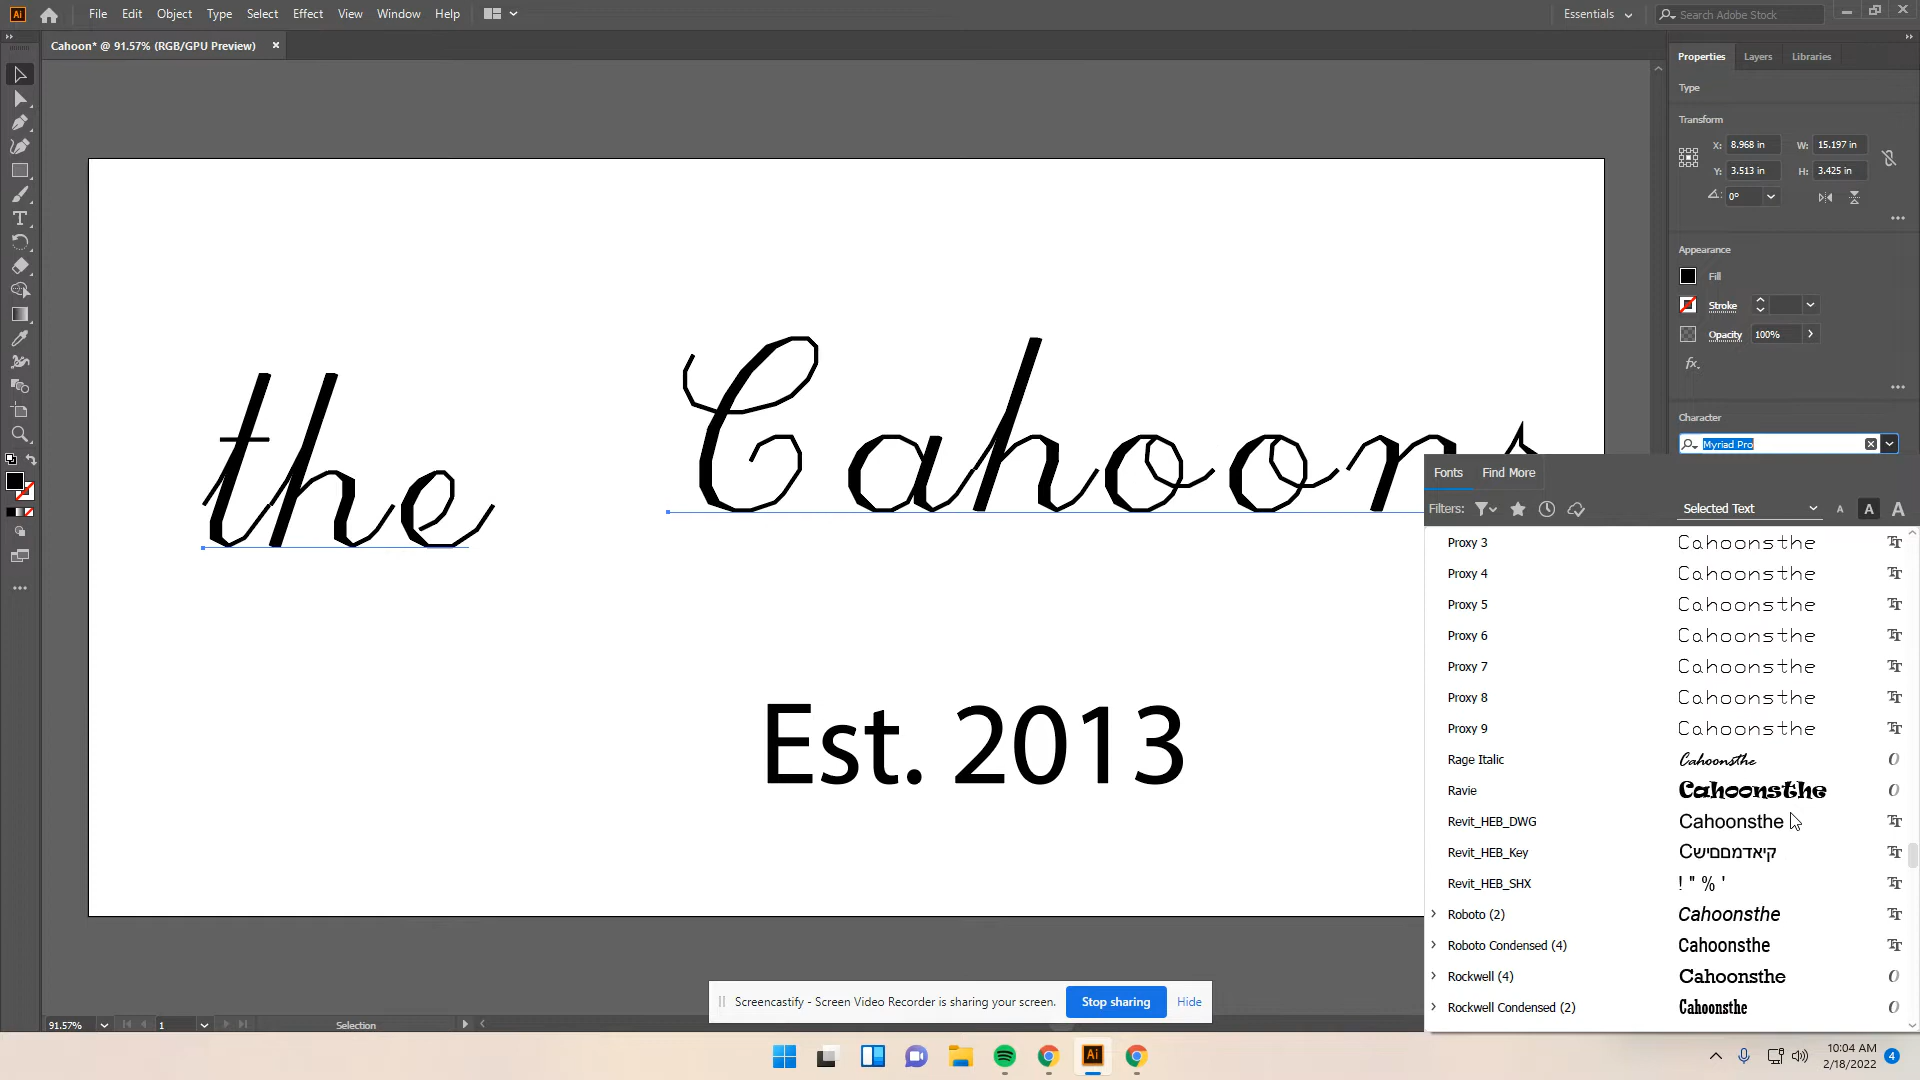 File Edit Object Type Select Effect View Window Help
Essentials
Search Adobe Stock
Cahoon* @ 91.57% (RGB/GPU Preview)
Properties Layers Libraries
Type
Transform
X: 8.968 in W: 15.197 in
Y: 3.513 in H: 3.425 in
0°
Appearance
Fill
Stroke
Opacity 100%
fx.
Character
Myriad Pro
the Cahoons
Est. 2013
Fonts Find More
Filters: Selected Text
Proxy 3 Cahoonsthe
Proxy 4 Cahoonsthe
Proxy 5 Cahoonsthe
Proxy 6 Cahoonsthe
Proxy 7 Cahoonsthe
Proxy 8 Cahoonsthe
Proxy 9 Cahoonsthe
Rage Italic Cahoonsthe
Ravie Cahoonsthe
Revit_HEB_DWG Cahoonsthe
Revit_HEB_Key
Revit_HEB_SHX ! " % '
Roboto (2) Cahoonsthe
Roboto Condensed (4) Cahoonsthe
Rockwell (4) Cahoonsthe
Rockwell Condensed (2) Cahoonsthe
Screencastify - Screen Video Recorder is sharing your screen. Stop sharing Hide
91.57% 1 Selection
10:04 AM
2/18/2022
4